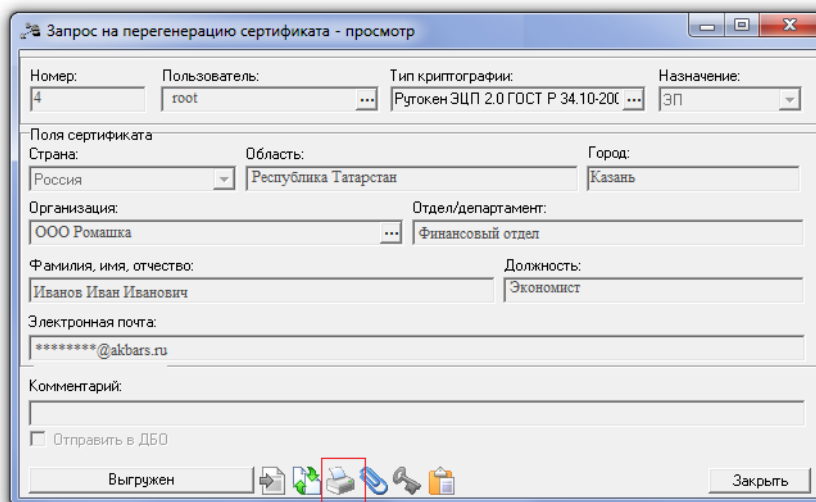 Запрос на перегенерацию сертификата - просмотр
Номер: Пользователь: Тип криптографии: Назначение:
4 root ... Рутокен ЭЦП 2.0 ГОСТ Р 34.10-200 ... ЭП
Поля сертификата
Страна: Область: Город:
Россия Республика Татарстан Казань
Организация: Отдел/департамент:
ООО Ромашка ... Финансовый отдел
Фамилия, имя, отчество: Должность:
Иванов Иван Иванович Экономист
Электронная почта:
********@akbars.ru
Комментарий:
Отправить в ДБО
Выгружен Закрыть